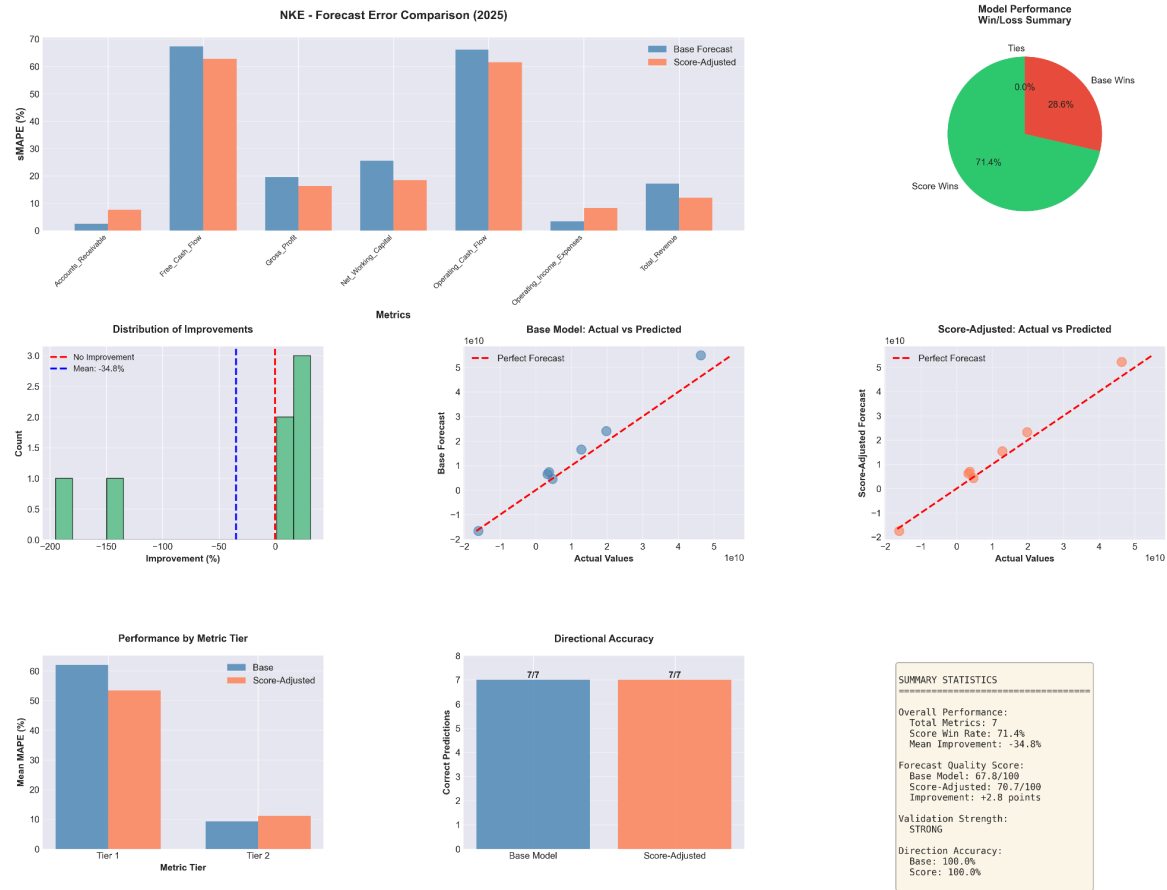 NKE - Forecast Error Comparison (2025)
70
60
50
40
30
20
10
0
sMAPE (%)
Base Forecast
Score-Adjusted
Accounts_Receivable
Free_Cash_Flow
Gross_Profit
Net_Working_Capital
Operating_Cash_Flow
Operating_Income_Expenses
Total_Revenue
Metrics
Model Performance
Win/Loss Summary
Ties
0.0%
Base Wins
28.6%
71.4%
Score Wins
Distribution of Improvements
3.0
2.5
2.0
1.5
1.0
0.5
0.0
Count
No Improvement
Mean: -34.8%
−200
−150
−100
−50
0
Improvement (%)
Base Model: Actual vs Predicted
1e10
5
4
3
2
1
0
−1
−2
Base Forecast
Perfect Forecast
−2
−1
0
1
2
3
4
5
1e10
Actual Values
Score-Adjusted: Actual vs Predicted
1e10
5
4
3
2
1
0
−1
−2
Score-Adjusted Forecast
Perfect Forecast
−2
−1
0
1
2
3
4
5
1e10
Actual Values
Performance by Metric Tier
60
50
40
30
20
10
0
Mean MAPE (%)
Base
Score-Adjusted
Tier 1
Tier 2
Metric Tier
Directional Accuracy
8
7
6
5
4
3
2
1
0
Correct Predictions
7/7
7/7
Base Model
Score-Adjusted
SUMMARY STATISTICS
===================================
Overall Performance:
Total Metrics: 7
Score Win Rate: 71.4%
Mean Improvement: -34.8%
Forecast Quality Score:
Base Model: 67.8/100
Score-Adjusted: 70.7/100
Improvement: +2.8 points
Validation Strength:
STRONG
Direction Accuracy:
Base: 100.0%
Score: 100.0%